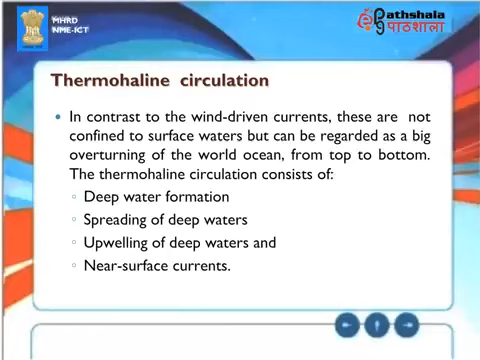 MHRD
NME-ICT
Pathshala
पाठशाला
Thermohaline circulation
In contrast to the wind-driven currents, these are not
confined to surface waters but can be regarded as a big
overturning of the world ocean, from top to bottom.
The thermohaline circulation consists of:
Deep water formation
Spreading of deep waters
Upwelling of deep waters and
Near-surface currents.